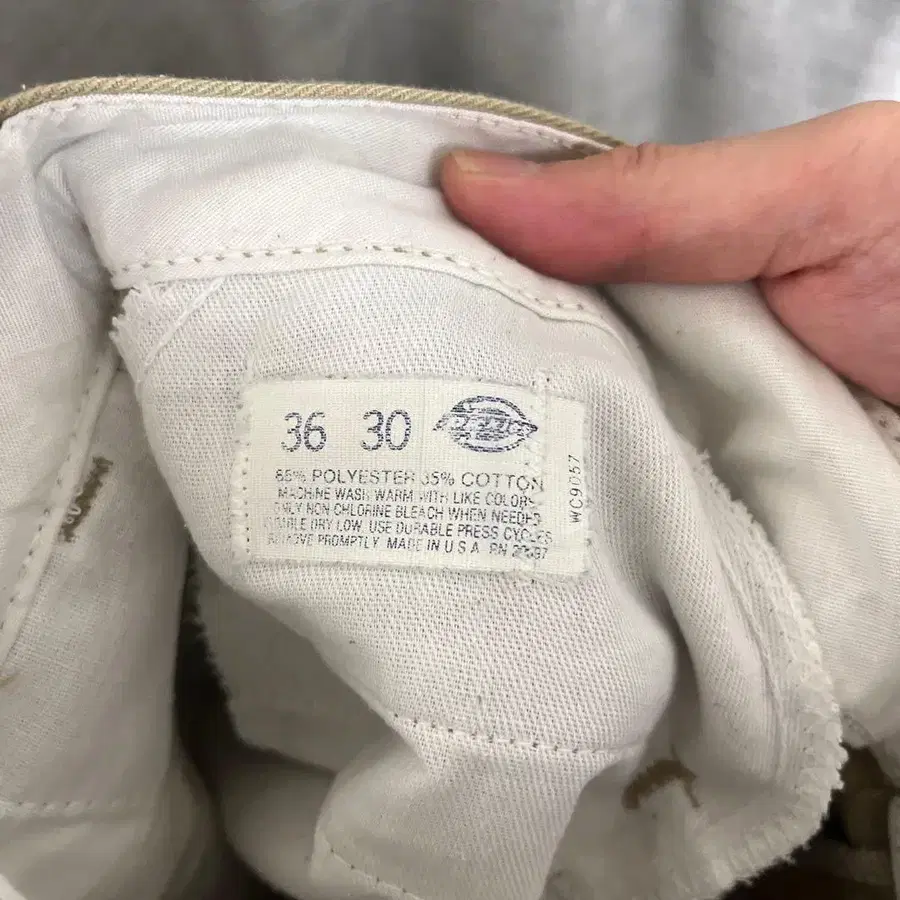 36 30 Dickies
65% POLYESTER 35% COTTON
MACHINE WASH WARM WITH LIKE COLORS
ONLY NON CHLORINE BLEACH WHEN NEEDED
TUMBLE DRY LOW. USE DURABLE PRESS CYCLES
REMOVE PROMPTLY. MADE IN U S A RN
WC9057